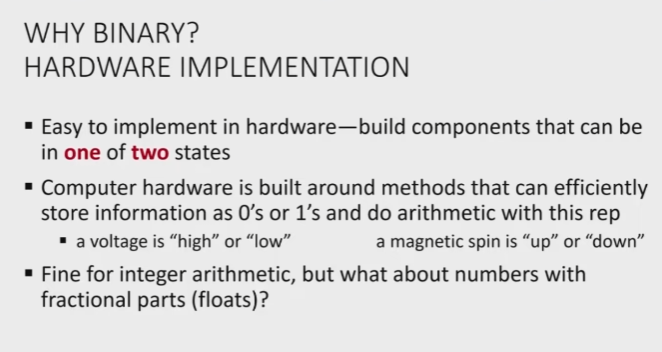 WHY BINARY?
HARDWARE IMPLEMENTATION
▪ Easy to implement in hardware—build components that can be
in one of two states
▪ Computer hardware is built around methods that can efficiently
store information as 0’s or 1’s and do arithmetic with this rep
▪ a voltage is “high” or “low” a magnetic spin is “up” or “down”
▪ Fine for integer arithmetic, but what about numbers with
fractional parts (floats)?